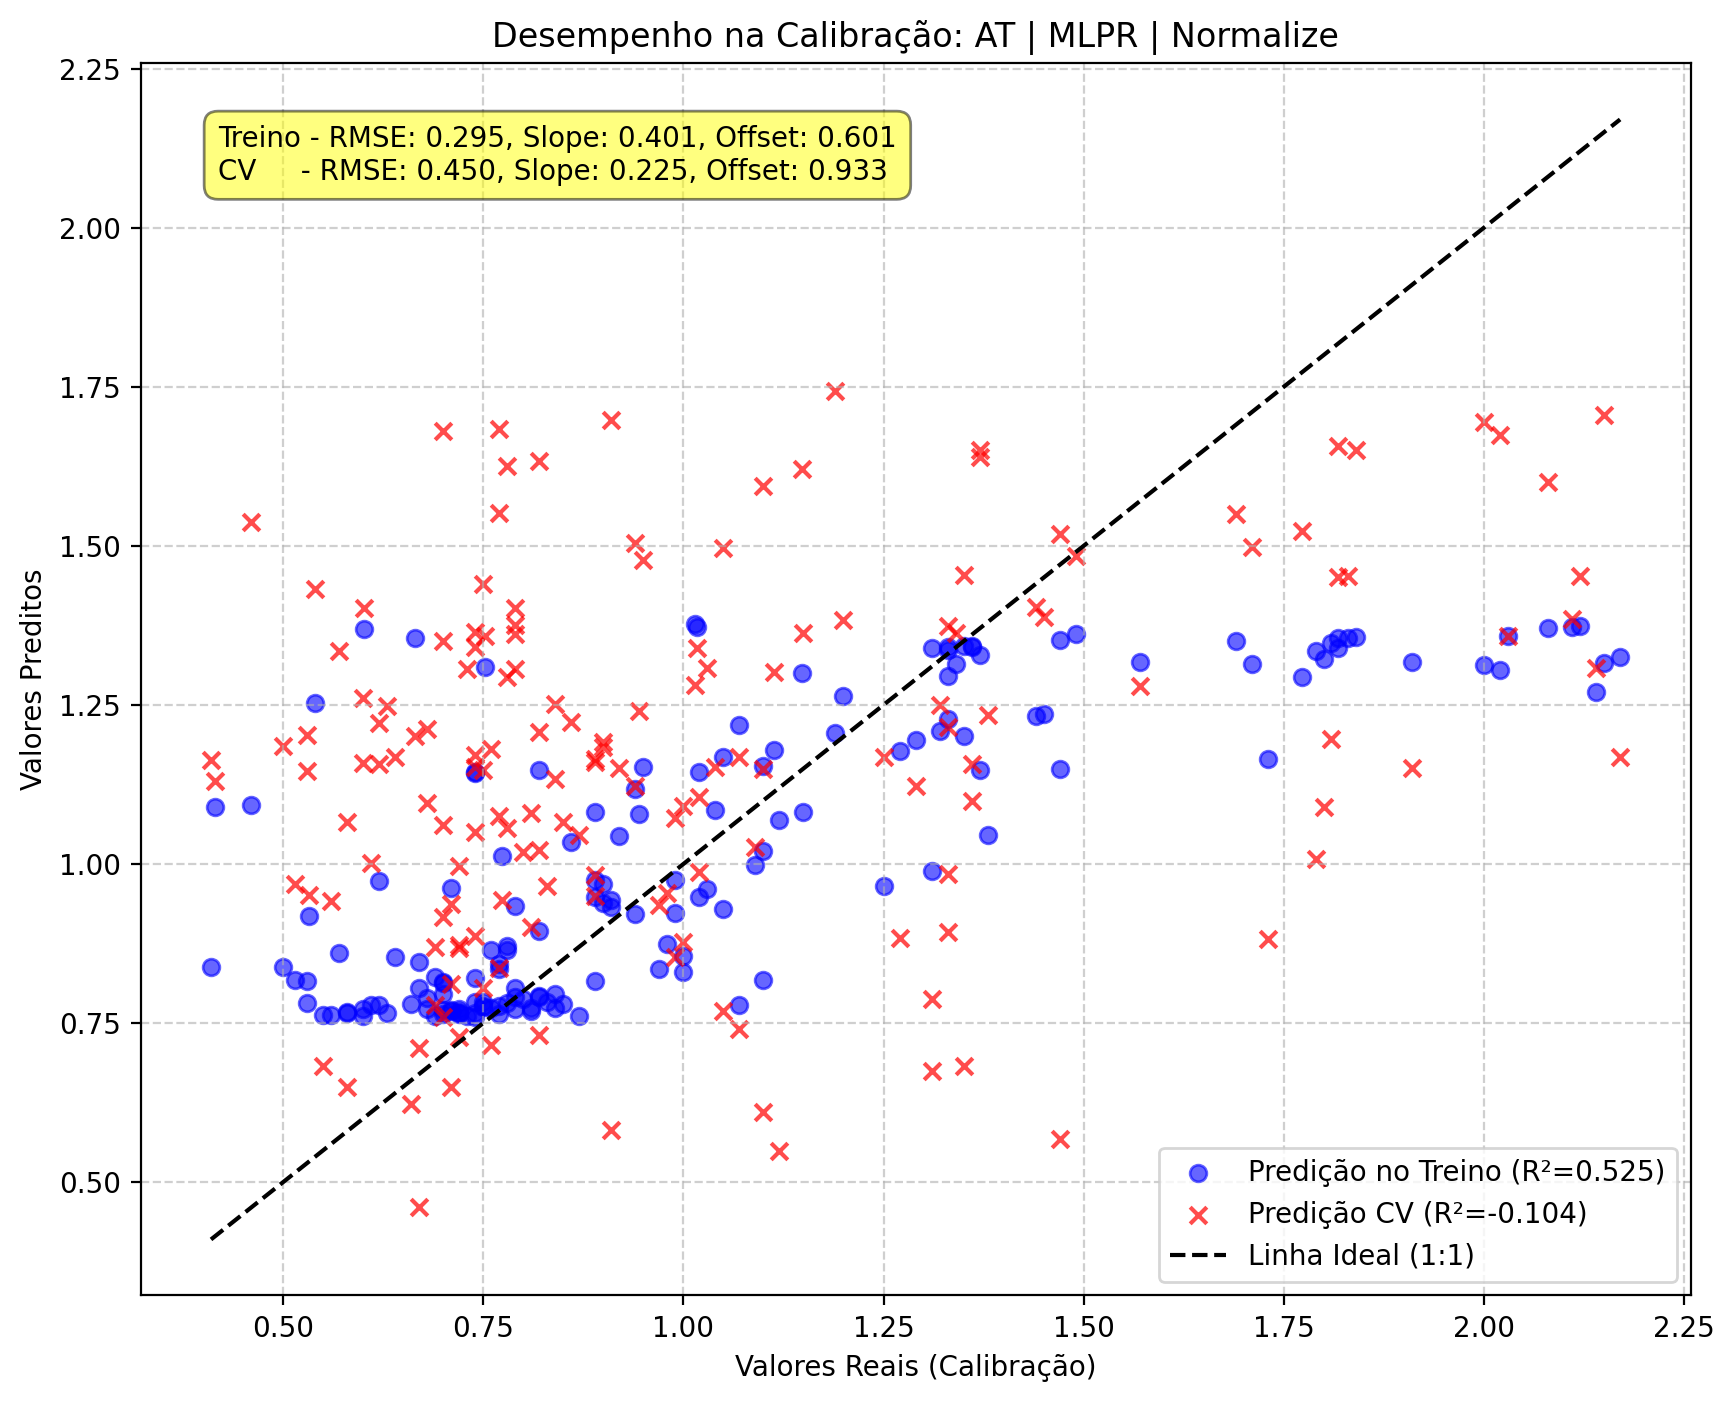 Desempenho na Calibração: AT | MLPR | Normalize
Treino - RMSE: 0.295, Slope: 0.401, Offset: 0.601
CV     - RMSE: 0.450, Slope: 0.225, Offset: 0.933
Valores Preditos
2.25
2.00
1.75
1.50
1.25
1.00
0.75
0.50
Predição no Treino (R²=0.525)
Predição CV (R²=-0.104)
Linha Ideal (1:1)
0.50 0.75 1.00 1.25 1.50 1.75 2.00 2.25
Valores Reais (Calibração)